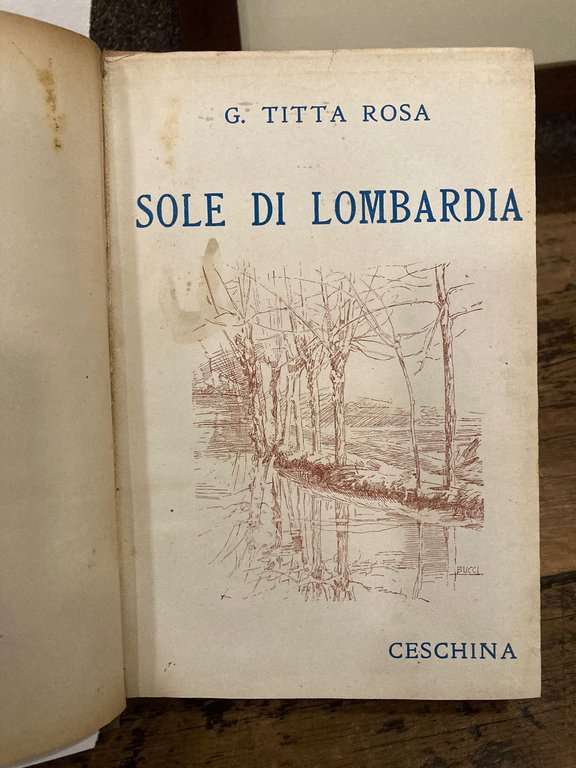 G. TITTA ROSA
SOLE DI LOMBARDIA
BUCCI
CESCHINA